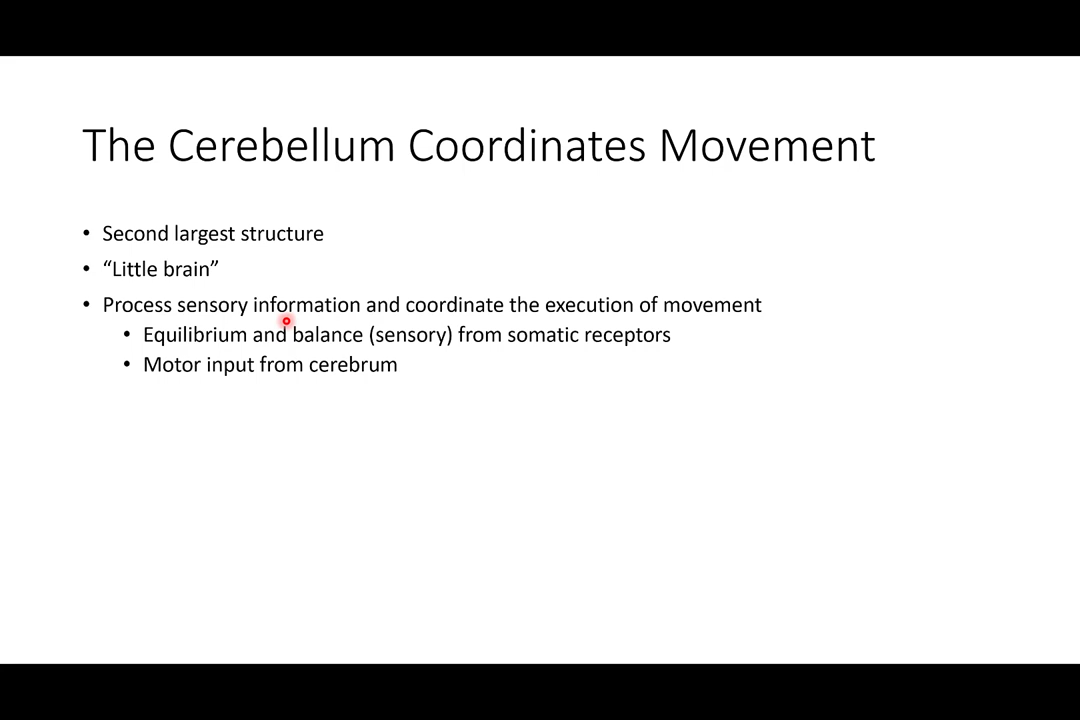 The Cerebellum Coordinates Movement
• Second largest structure
• “Little brain”
• Process sensory information and coordinate the execution of movement
• Equilibrium and balance (sensory) from somatic receptors
• Motor input from cerebrum